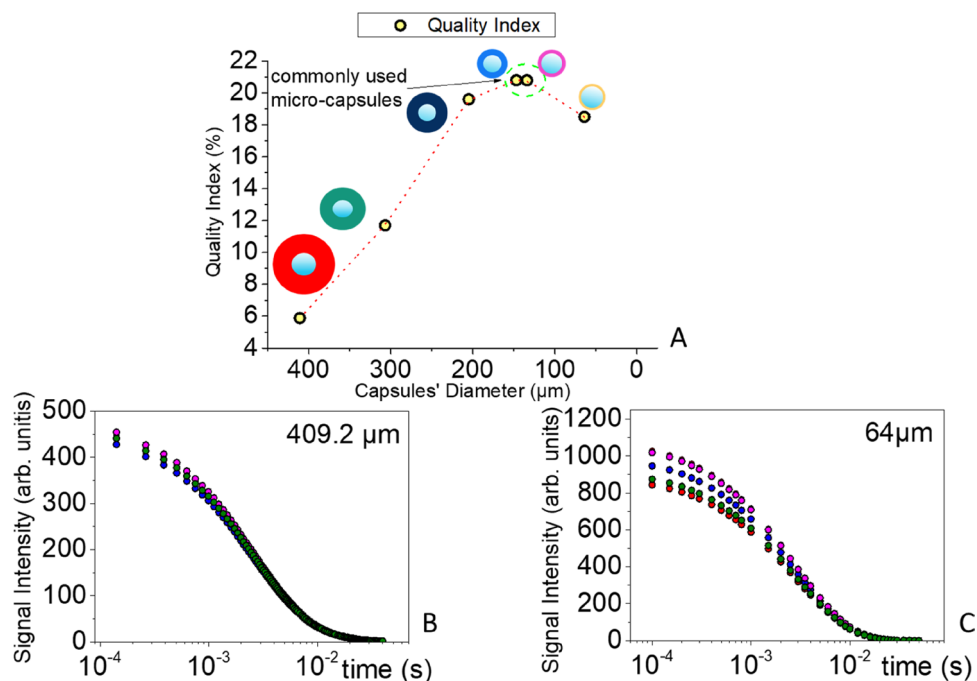 Quality Index
22
20
18
16
14
12
10
8
6
4
Quality Index (%)
commonly used
micro-capsules
400
300
200
100
0
Capsules' Diameter (μm)
A
500
400
300
200
100
0
Signal Intensity (arb. unitis)
409.2 μm
B
10-4
10-3
10-2
time (s)
1200
1000
800
600
400
200
0
Signal Intensity (arb. units)
64μm
C
10-4
10-3
10-2
time (s)